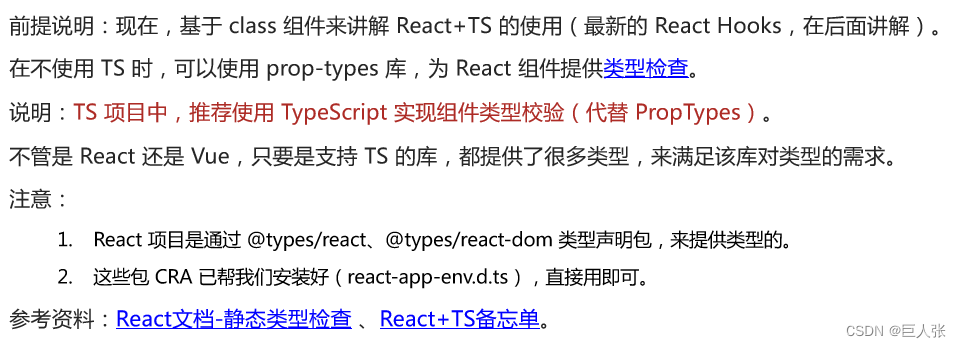 前提说明：现在，基于 class 组件来讲解 React+TS 的使用（最新的 React Hooks，在后面讲解）。
在不使用 TS 时，可以使用 prop-types 库，为 React 组件提供类型检查。
说明：TS 项目中，推荐使用 TypeScript 实现组件类型校验（代替 PropTypes）。
不管是 React 还是 Vue，只要是支持 TS 的库，都提供了很多类型，来满足该库对类型的需求。
注意：
1. React 项目是通过 @types/react、@types/react-dom 类型声明包，来提供类型的。
2. 这些包 CRA 已帮我们安装好（react-app-env.d.ts），直接用即可。
参考资料：React文档-静态类型检查 、React+TS备忘单。
CSDN @巨人张